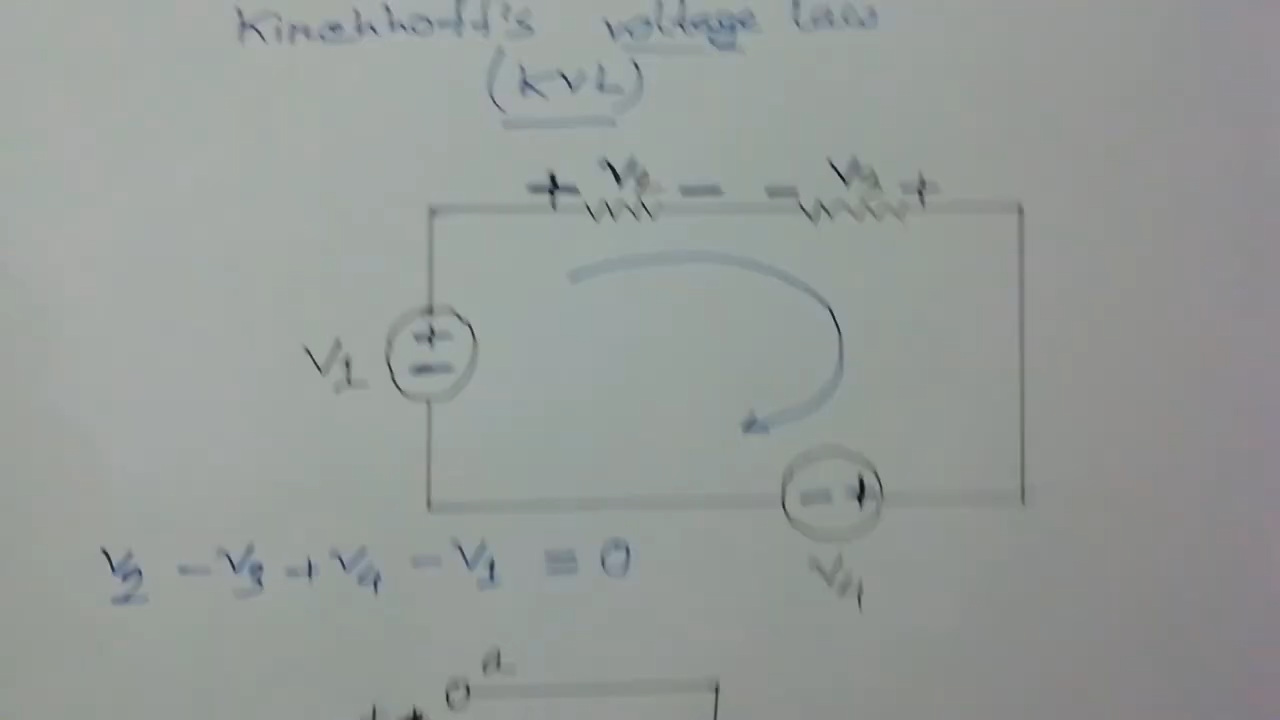 Kirchhoff's voltage law
(KVL)
+ V2 - - V3 +
V1 + -
- +
V4
V2 - V3 + V4 - V1 = 0
a